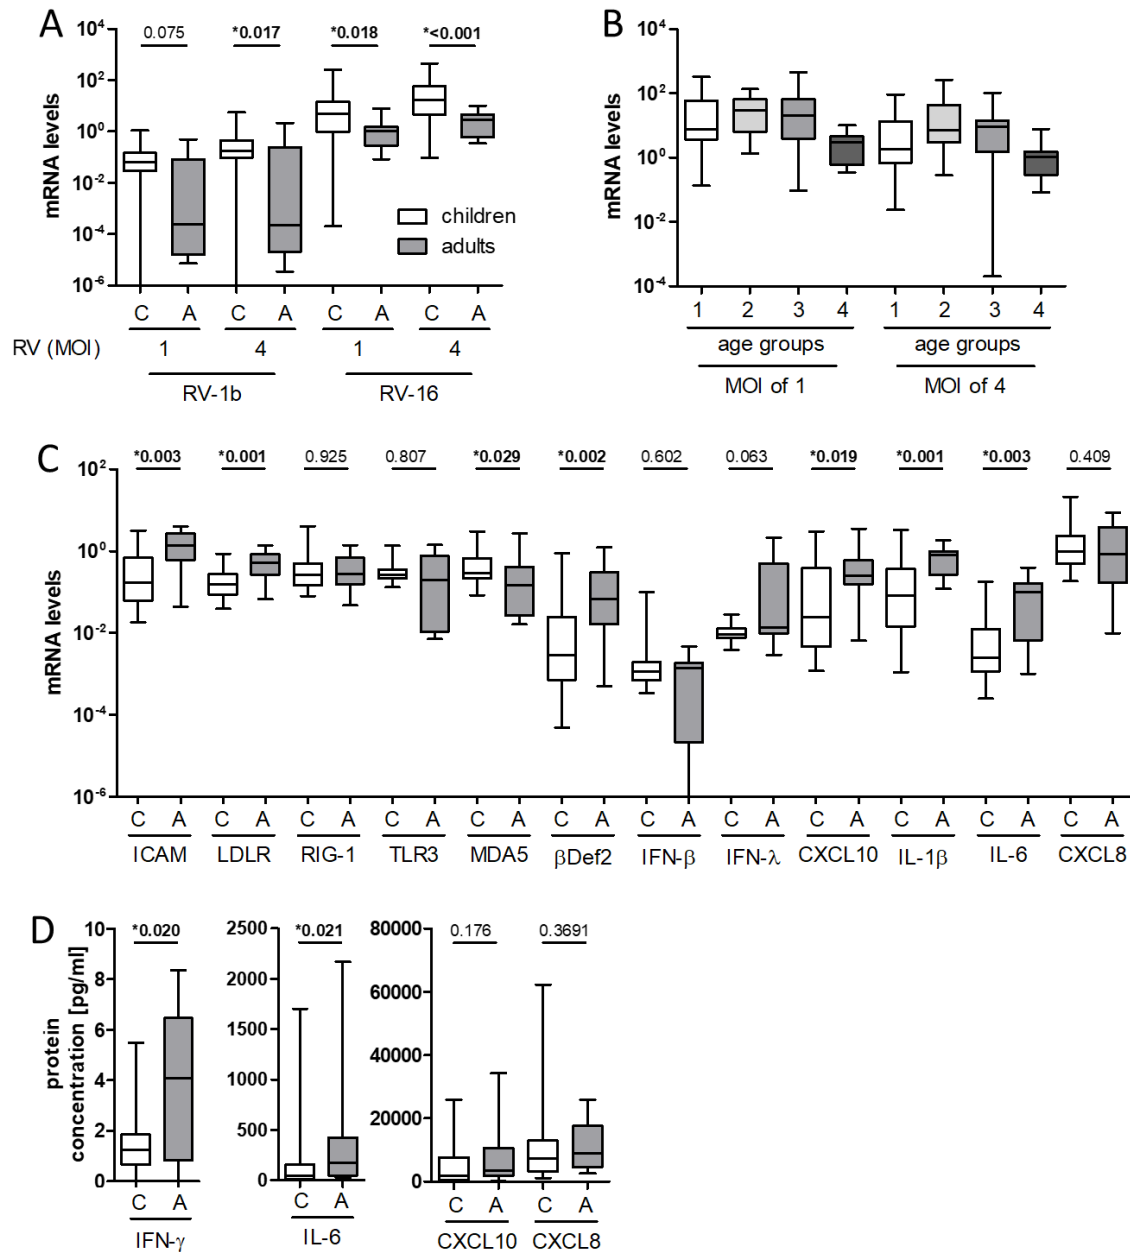 A
B
10⁴
10²
10⁰
10⁻²
10⁻⁴
10⁻⁶
mRNA levels
0.075 *0.017 *0.018 *<0.001
children
adults
C A C A C A C A
RV (MOI) 1 4 1 4
RV-1b RV-16
10⁴
10²
10⁰
10⁻²
10⁻⁴
mRNA levels
1 2 3 4 1 2 3 4
age groups age groups
MOI of 1 MOI of 4
C
10²
10⁰
10⁻²
10⁻⁴
10⁻⁶
mRNA levels
*0.003 *0.001 0.925 0.807 *0.029 *0.002 0.602 0.063 *0.019 *0.001 *0.003 0.409
C A C A C A C A C A C A C A C A C A C A C A C A
ICAM LDLR RIG-1 TLR3 MDA5 βDef2 IFN-β IFN-λ CXCL10 IL-1β IL-6 CXCL8
D
protein
concentration [pg/ml]
10
8
6
4
2
0
*0.020
C A
IFN-γ
2500
2000
1500
1000
500
0
*0.021
C A
IL-6
80000
60000
40000
20000
0
0.176 0.3691
C A C A
CXCL10 CXCL8